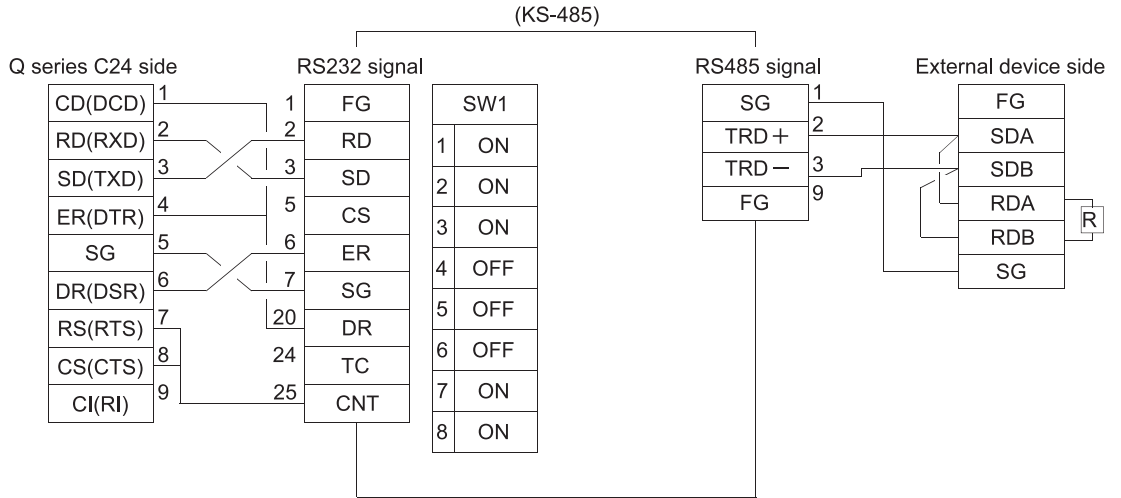 (KS-485)
Q series C24 side
RS232 signal
RS485 signal
External device side
CD(DCD) 1
RD(RXD) 2
SD(TXD) 3
ER(DTR) 4
SG 5
DR(DSR) 6
RS(RTS) 7
CS(CTS) 8
CI(RI) 9
1 FG
2 RD
3 SD
5 CS
6 ER
7 SG
20 DR
24 TC
25 CNT
SW1
1 ON
2 ON
3 ON
4 OFF
5 OFF
6 OFF
7 ON
8 ON
SG 1
TRD+ 2
TRD− 3
FG 9
FG
SDA
SDB
RDA
RDB
SG
R